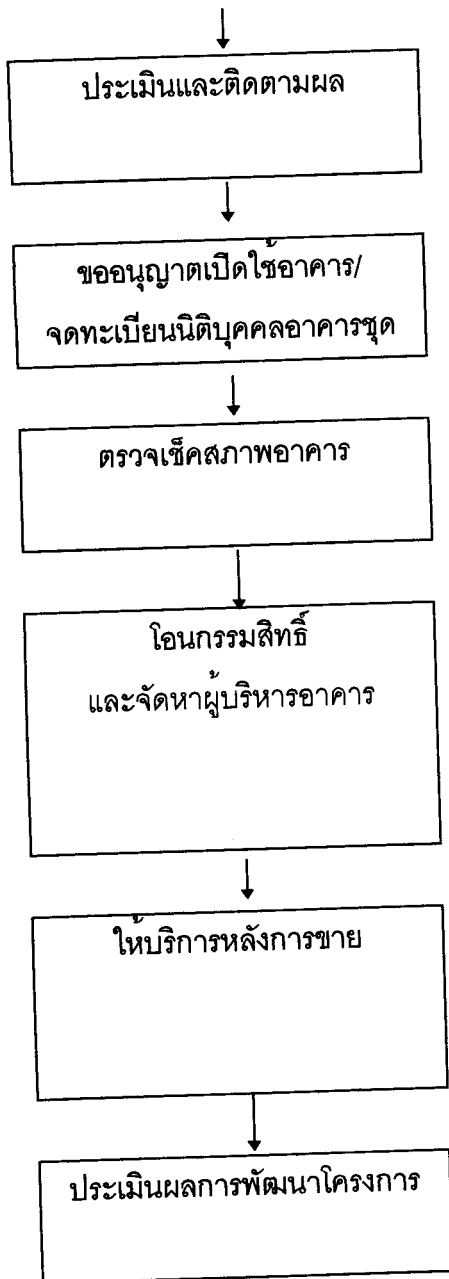 ประเมินและติดตามผล
ขออนุญาตเปิดใช้อาคาร/
จดทะเบียนนิติบุคคลอาคารชุด
ตรวจเช็คสภาพอาคาร
โอนกรรมสิทธิ์
และจัดหาผู้บริหารอาคาร
ให้บริการหลังการขาย
ประเมินผลการพัฒนาโครงการ